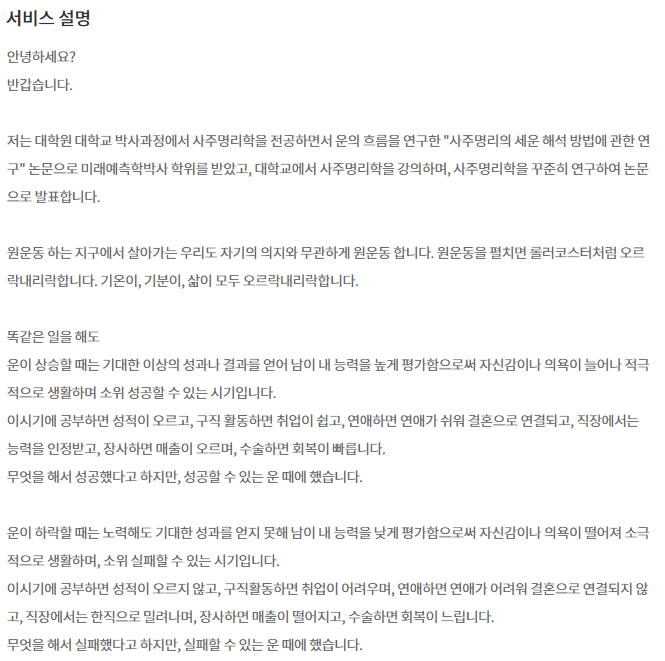 서비스 설명
안녕하세요?
반갑습니다.
저는 대학원 대학교 박사과정에서 사주명리학을 전공하면서 운의 흐름을 연구한 "사주명리의 세운 해석 방법에 관한 연
구" 논문으로 미래예측학박사 학위를 받았고, 대학교에서 사주명리학을 강의하며, 사주명리학을 꾸준히 연구하여 논문
으로 발표합니다.
원운동 하는 지구에서 살아가는 우리도 자기의 의지와 무관하게 원운동 합니다. 원운동을 펼치면 롤러코스터처럼 오르
락내리락합니다. 기온이, 기분이, 삶이 모두 오르락내리락합니다.
똑같은 일을 해도
운이 상승할 때는 기대한 이상의 성과나 결과를 얻어 남이 내 능력을 높게 평가함으로써 자신감이나 의욕이 늘어나 적극
적으로 생활하며 소위 성공할 수 있는 시기입니다.
이시기에 공부하면 성적이 오르고, 구직 활동하면 취업이 쉽고, 연애하면 연애가 쉬워 결혼으로 연결되고, 직장에서는
능력을 인정받고, 장사하면 매출이 오르며, 수술하면 회복이 빠릅니다.
무엇을 해서 성공했다고 하지만, 성공할 수 있는 운 때에 했습니다.
운이 하락할 때는 노력해도 기대한 성과를 얻지 못해 남이 내 능력을 낮게 평가함으로써 자신감이나 의욕이 떨어져 소극
적으로 생활하며, 소위 실패할 수 있는 시기입니다.
이시기에 공부하면 성적이 오르지 않고, 구직활동하면 취업이 어려우며, 연애하면 연애가 어려워 결혼으로 연결되지 않
고, 직장에서는 한직으로 밀려나며, 장사하면 매출이 떨어지고, 수술하면 회복이 느립니다.
무엇을 해서 실패했다고 하지만, 실패할 수 있는 운 때에 했습니다.